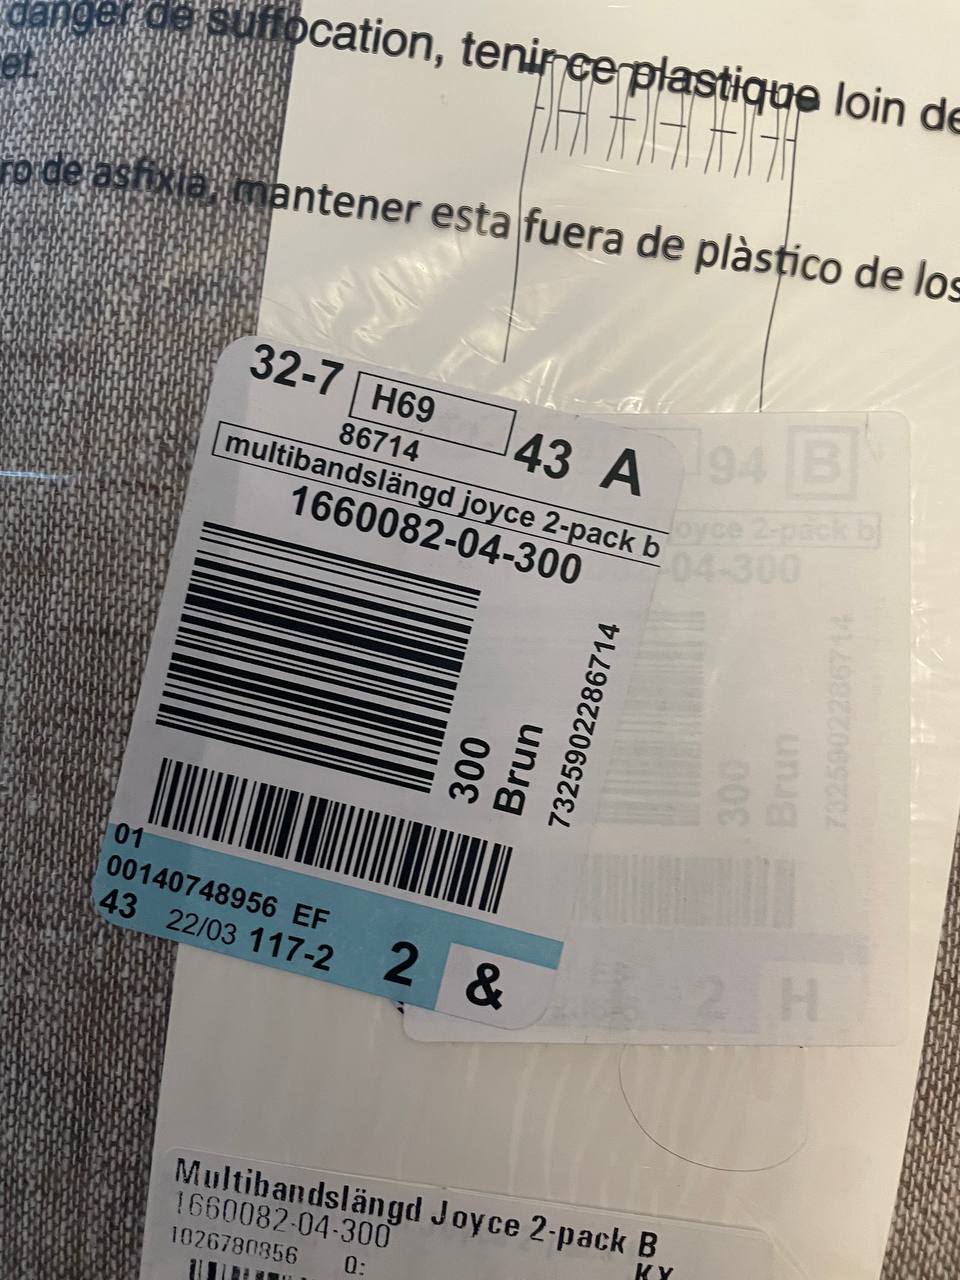 danger de suffocation, tenir ce plastique loin de
et.
ro de asfixia, mantener esta fuera de plàstico de los
32-7 H69 43 A
86714
multibandslängd joyce 2-pack b
1660082-04-300
300
Brun
7325902286714
01
00140748956 EF
43 22/03 117-2 2 &
94 B
oyce 2-pack b
-04-300
300
Brun
7325902286714
2 H
Multibandslängd Joyce 2-pack B
1660082-04-300
1026780856 Q:
KY